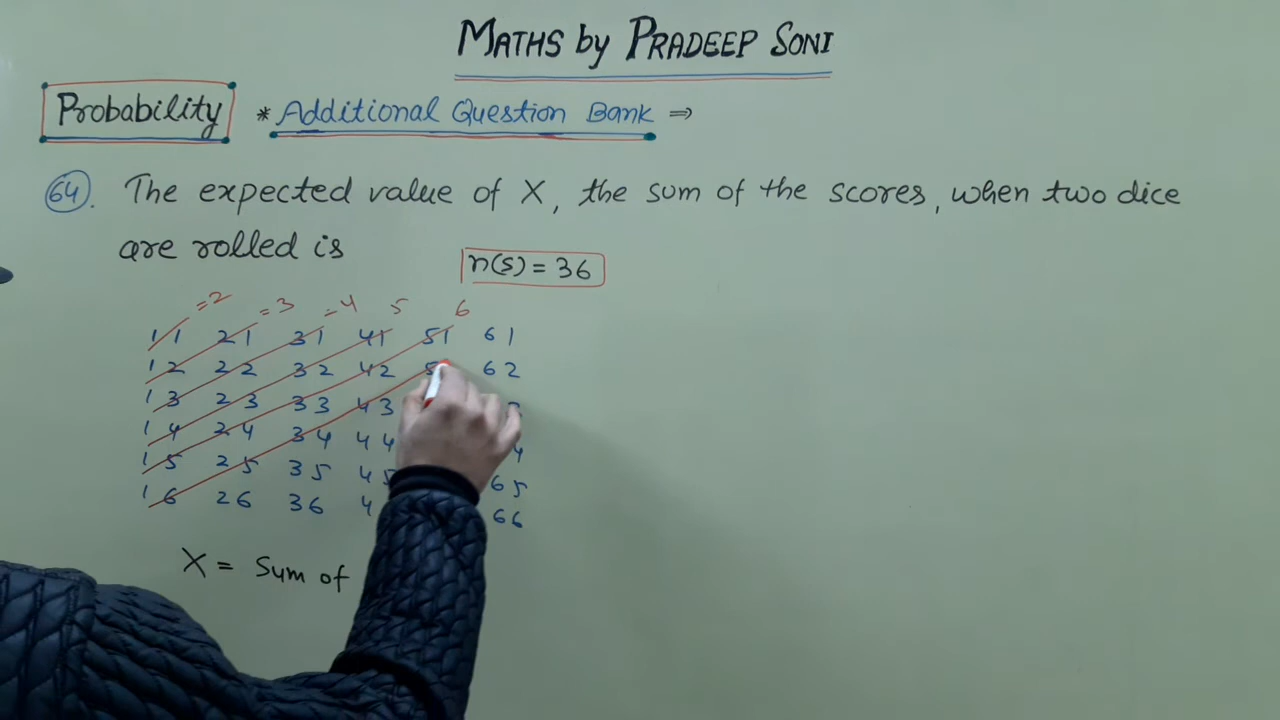 MATHS by PRADEEP SONI
Probability * Additional Question Bank ⇒
64. The expected value of X, the sum of the scores, when two dice
are rolled is
n(s) = 36
=2 =3 =4 5 6
11 21 31 41 51 61
12 22 32 42 5 62
13 23 33 43
14 24 34 44 4
15 25 35 45 65
16 26 36 4 66
X = Sum of